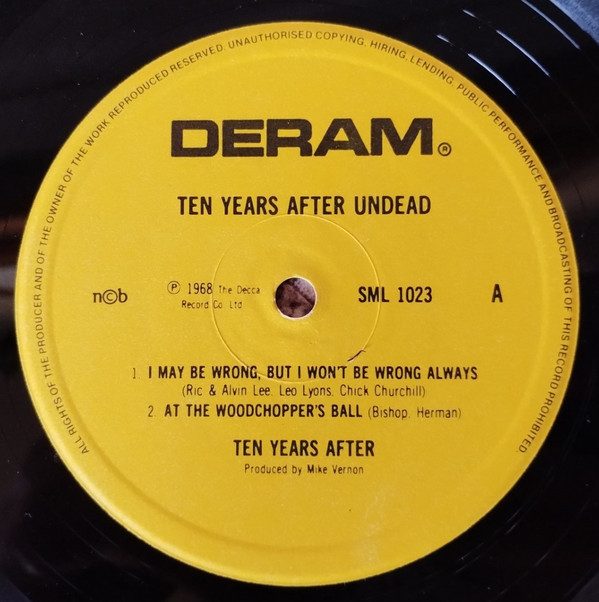 ALL RIGHTS OF THE PRODUCER AND OF THE OWNER OF THE WORK REPRODUCED RESERVED. UNAUTHORISED COPYING, HIRING, LENDING, PUBLIC PERFORMANCE AND BROADCASTING OF THIS RECORD PROHIBITED.
DERAM®
TEN YEARS AFTER UNDEAD
n©b
℗ 1968 The Decca
Record Co. Ltd
SML 1023
A
1. I MAY BE WRONG, BUT I WON'T BE WRONG ALWAYS
(Ric & Alvin Lee, Leo Lyons, Chick Churchill)
2. AT THE WOODCHOPPER'S BALL (Bishop, Herman)
TEN YEARS AFTER
Produced by Mike Vernon